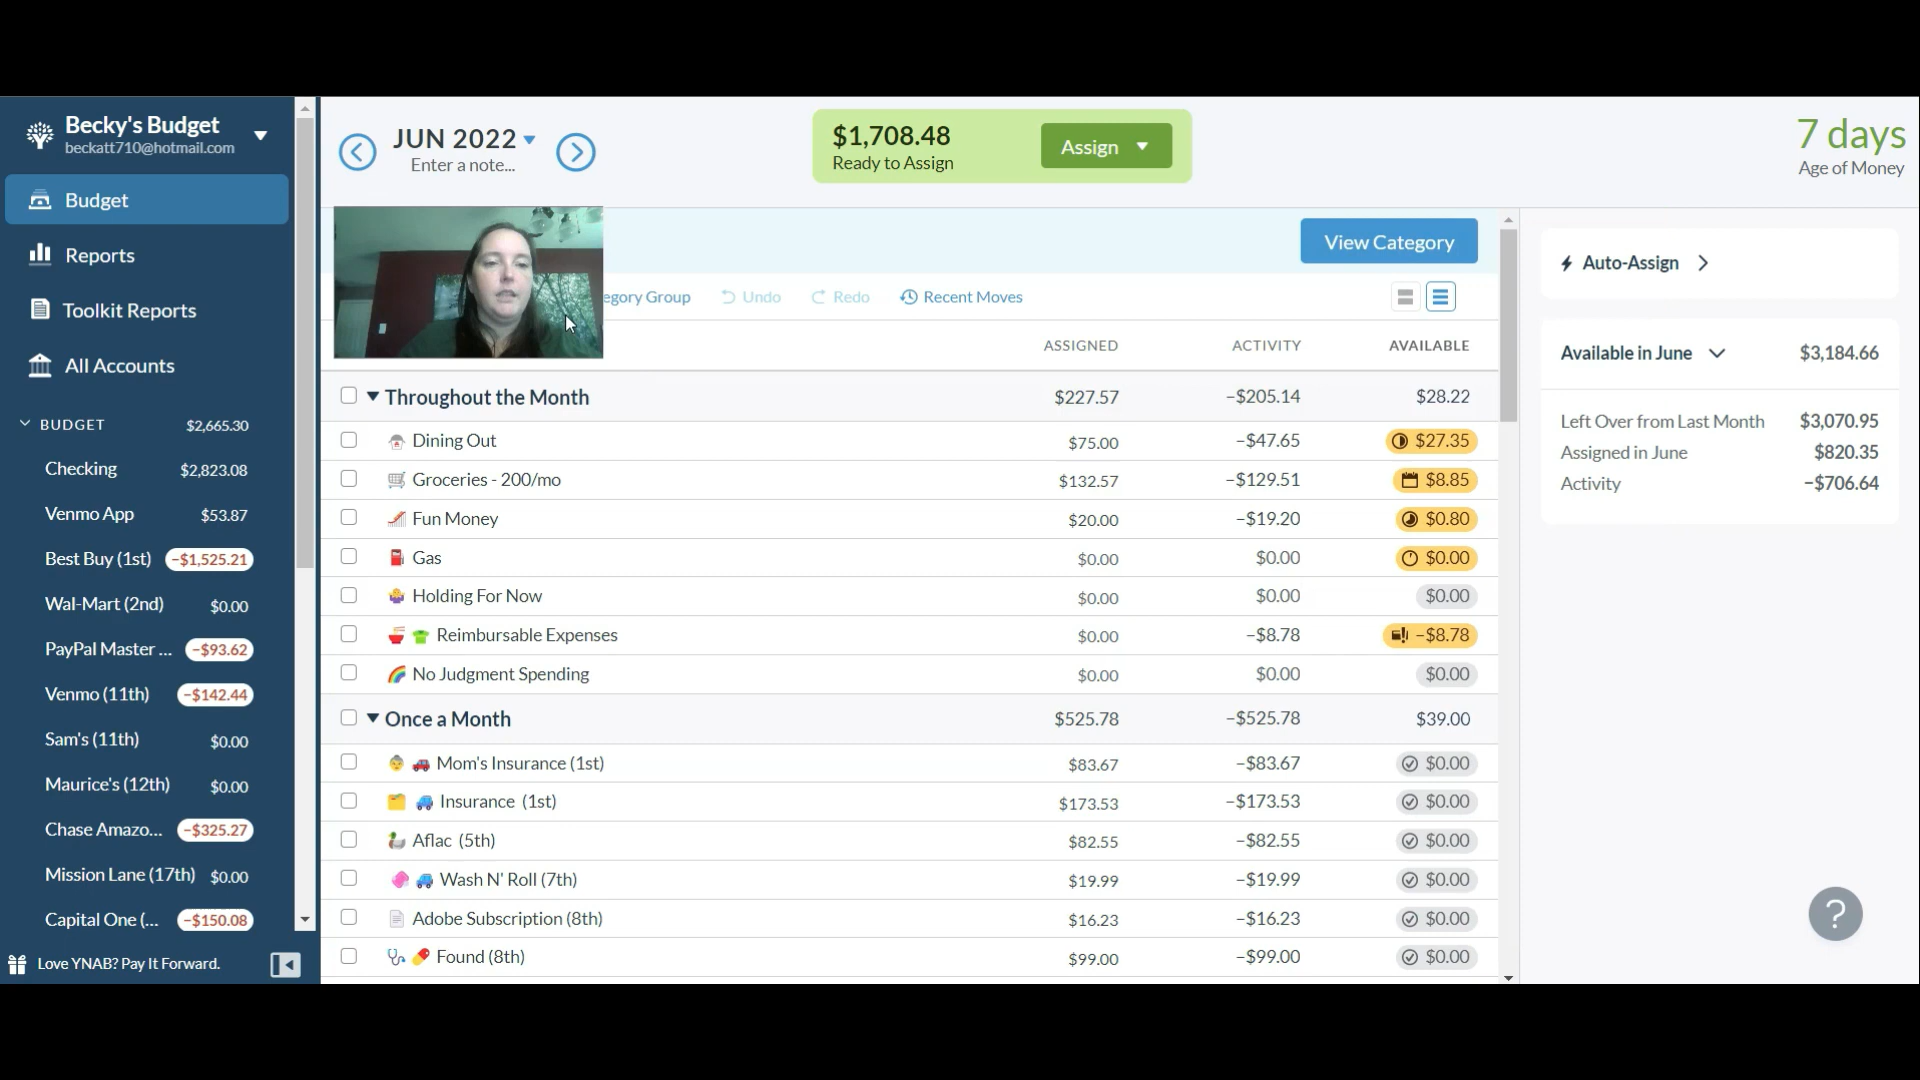 Becky's Budget
beckatt710@hotmail.com
Budget
Reports
Toolkit Reports
All Accounts
BUDGET $2,665.30
Checking $2,823.08
Venmo App $53.87
Best Buy (1st) −$1,525.21
Wal-Mart (2nd) $0.00
PayPal Master ... −$93.62
Venmo (11th) −$142.44
Sam's (11th) $0.00
Maurice's (12th) $0.00
Chase Amazo... −$325.27
Mission Lane (17th) $0.00
Capital One (... −$150.08
Love YNAB? Pay It Forward.
JUN 2022
Enter a note...
$1,708.48
Ready to Assign
Assign
7 days
Age of Money
View Category
egory Group Undo Redo Recent Moves
ASSIGNED ACTIVITY AVAILABLE
Throughout the Month $227.57 −$205.14 $28.22
Dining Out $75.00 −$47.65 $27.35
Groceries - 200/mo $132.57 −$129.51 $8.85
Fun Money $20.00 −$19.20 $0.80
Gas $0.00 $0.00 $0.00
Holding For Now $0.00 $0.00 $0.00
Reimbursable Expenses $0.00 −$8.78 −$8.78
No Judgment Spending $0.00 $0.00 $0.00
Once a Month $525.78 −$525.78 $39.00
Mom's Insurance (1st) $83.67 −$83.67 $0.00
Insurance (1st) $173.53 −$173.53 $0.00
Aflac (5th) $82.55 −$82.55 $0.00
Wash N' Roll (7th) $19.99 −$19.99 $0.00
Adobe Subscription (8th) $16.23 −$16.23 $0.00
Found (8th) $99.00 −$99.00 $0.00
Auto-Assign
Available in June $3,184.66
Left Over from Last Month $3,070.95
Assigned in June $820.35
Activity −$706.64
?